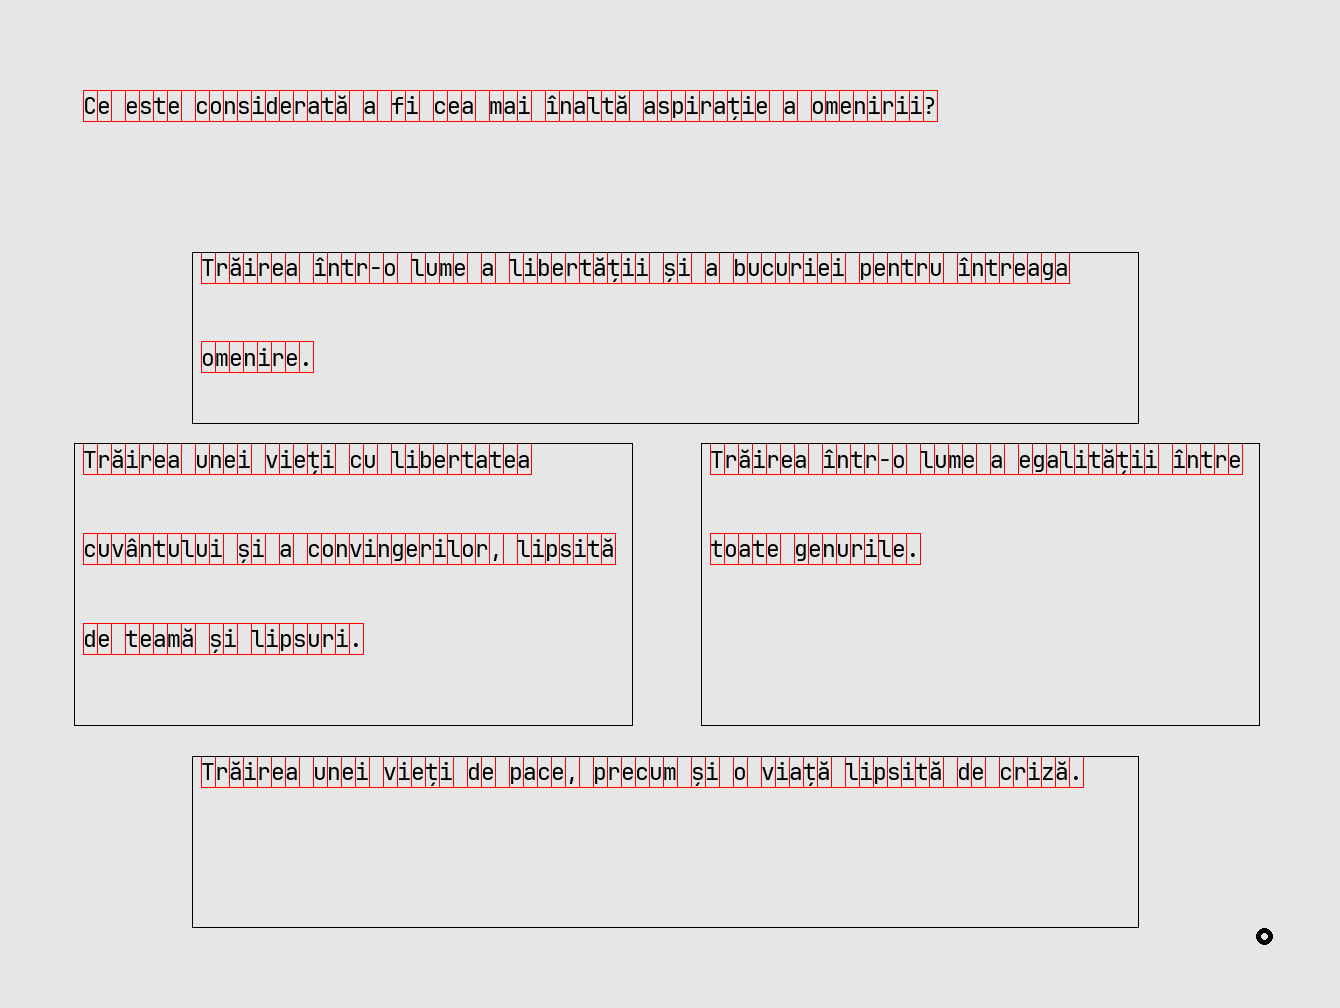 Ce este considerată a fi cea mai înaltă aspirație a omenirii?
Trăirea într-o lume a libertății și a bucuriei pentru întreaga
omenire.
Trăirea unei vieți cu libertatea
cuvântului și a convingerilor, lipsită
de teamă și lipsuri.
Trăirea într-o lume a egalității între
toate genurile.
Trăirea unei vieți de pace, precum și o viață lipsită de criză.